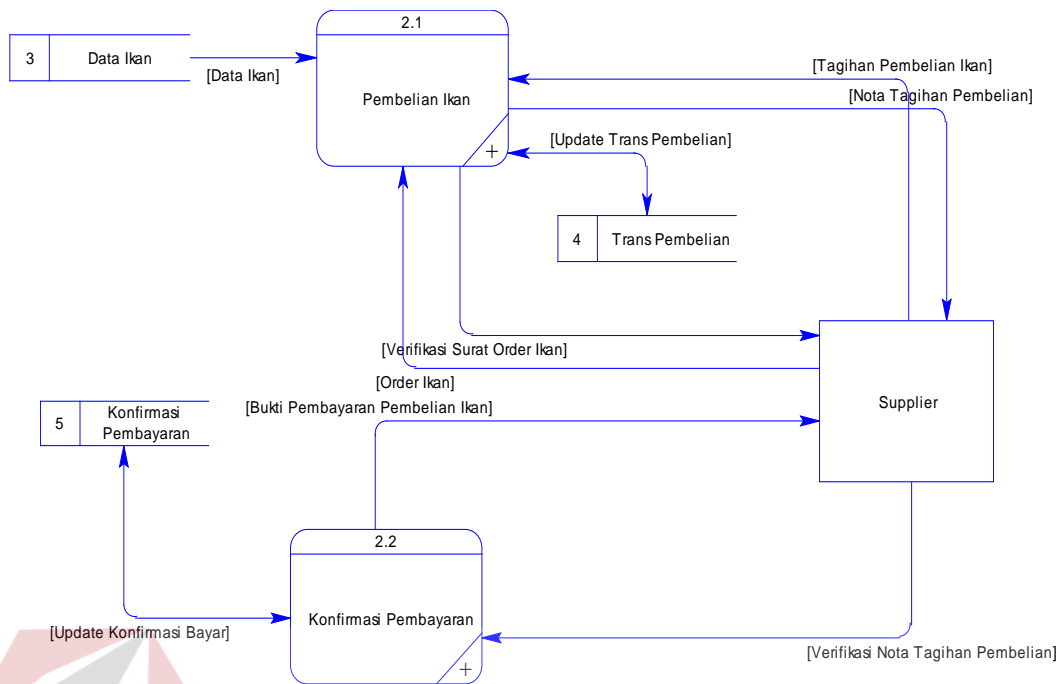 2.1
3
Data Ikan
[Data Ikan]
Pembelian Ikan
+
[Tagihan Pembelian Ikan]
[Nota Tagihan Pembelian]
[Update Trans Pembelian]
4
Trans Pembelian
[Verifikasi Surat Order Ikan]
[Order Ikan]
[Bukti Pembayaran Pembelian Ikan]
Supplier
5
Konfirmasi
Pembayaran
2.2
Konfirmasi Pembayaran
+
[Update Konfirmasi Bayar]
[Verifikasi Nota Tagihan Pembelian]